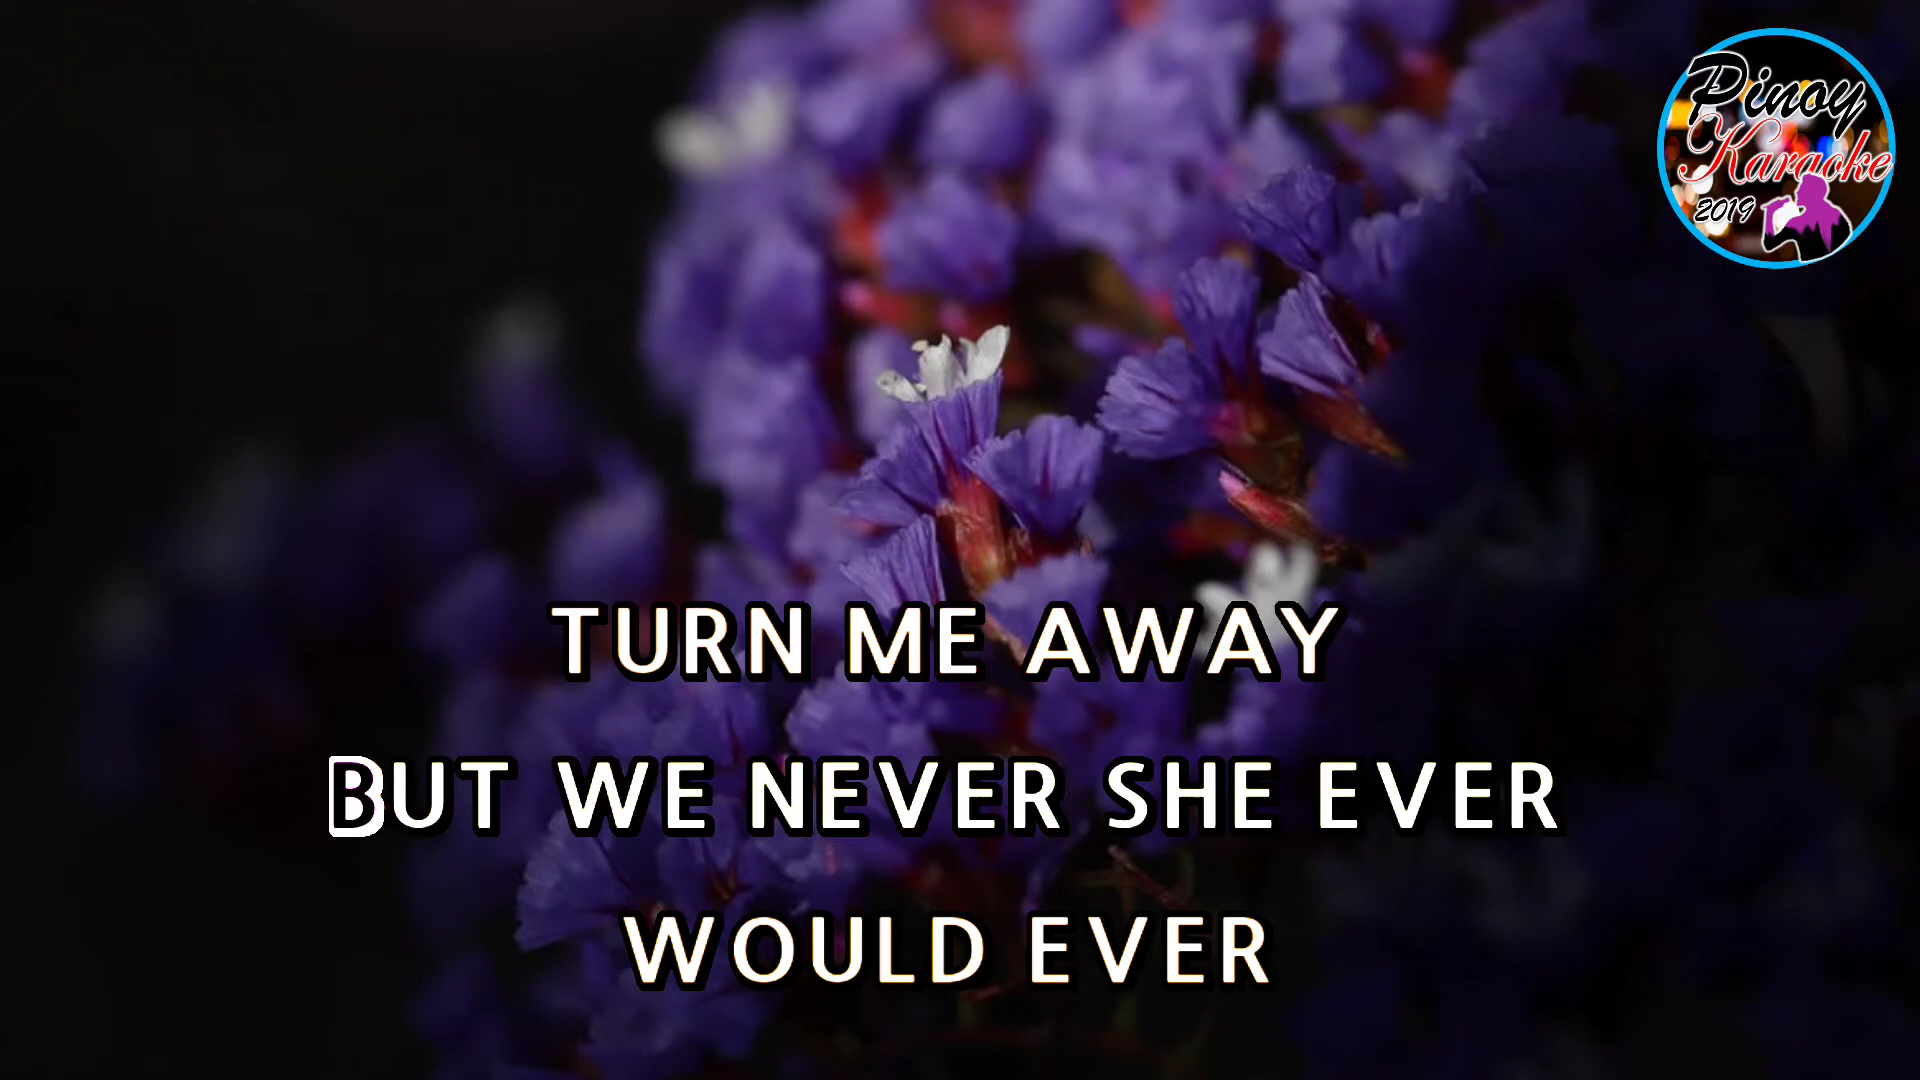 Pinoy
Karaoke
2019
TURN ME AWAY
BUT WE NEVER SHE EVER
WOULD EVER